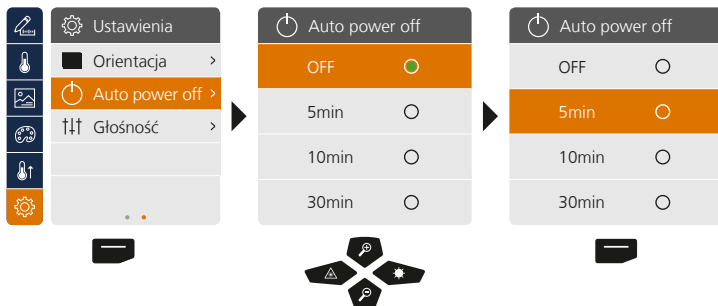 Ustawienia
Orientacja
Auto power off
Głośność
Auto power off
OFF
5min
10min
30min
Auto power off
OFF
5min
10min
30min